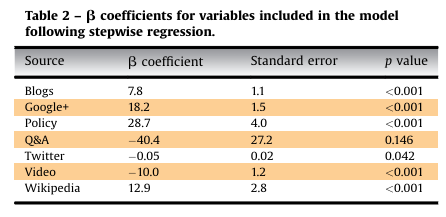 Table 2 – β coefficients for variables included in the model
following stepwise regression.
Source β coefficient Standard error p value
Blogs 7.8 1.1 <0.001
Google+ 18.2 1.5 <0.001
Policy 28.7 4.0 <0.001
Q&A −40.4 27.2 0.146
Twitter −0.05 0.02 0.042
Video −10.0 1.2 <0.001
Wikipedia 12.9 2.8 <0.001